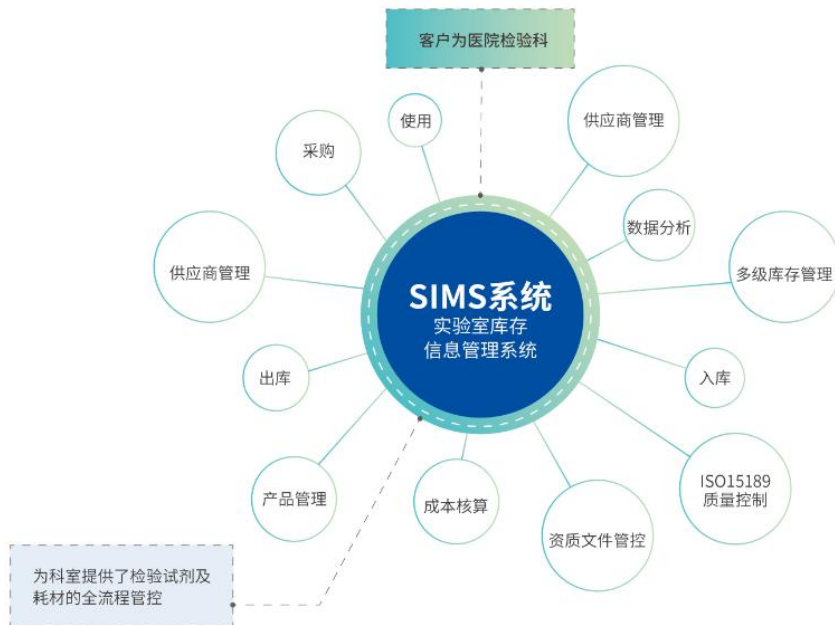 客户为医院检验科
使用
供应商管理
采购
数据分析
供应商管理
多级库存管理
SIMS系统
实验室库存
信息管理系统
出库
入库
ISO15189
质量控制
产品管理
成本核算
资质文件管控
为科室提供了检验试剂及
耗材的全流程管控